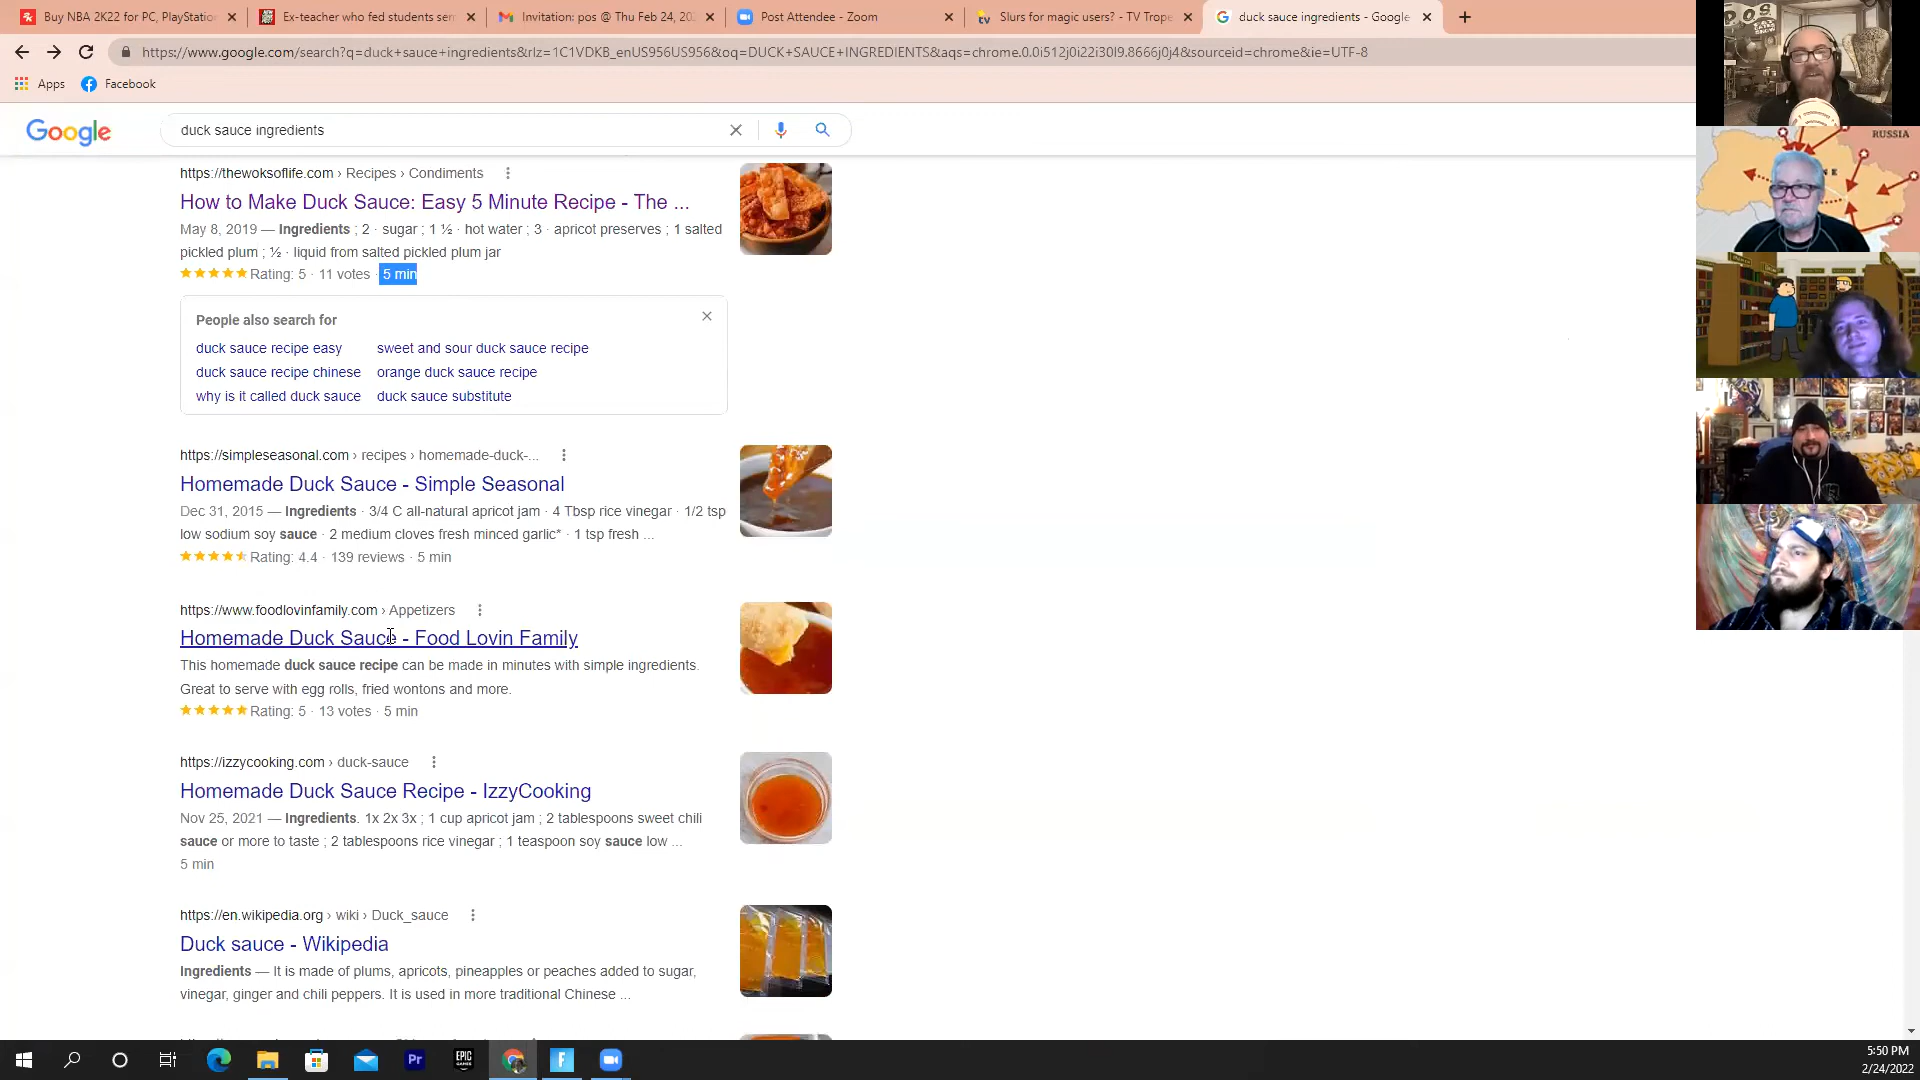 Buy NBA 2K22 for PC, PlayStatio
Ex-teacher who fed students sem
Invitation: pos @ Thu Feb 24, 202
Post Attendee - Zoom
Slurs for magic users? - TV Trope
duck sauce ingredients - Google
https://www.google.com/search?q=duck+sauce+ingredients&rlz=1C1VDKB_enUS956US956&oq=DUCK+SAUCE+INGREDIENTS&aqs=chrome.0.0i512j0i22i30l9.8666j0j4&sourceid=chrome&ie=UTF-8
Apps
Facebook
Google
duck sauce ingredients
https://thewoksoflife.com › Recipes › Condiments
How to Make Duck Sauce: Easy 5 Minute Recipe - The ...
May 8, 2019 — Ingredients ; 2 · sugar ; 1 ½ · hot water ; 3 · apricot preserves ; 1 salted
pickled plum ; ½ · liquid from salted pickled plum jar
Rating: 5 · 11 votes · 5 min
People also search for
duck sauce recipe easy
sweet and sour duck sauce recipe
duck sauce recipe chinese
orange duck sauce recipe
why is it called duck sauce
duck sauce substitute
https://simpleseasonal.com › recipes › homemade-duck-...
Homemade Duck Sauce - Simple Seasonal
Dec 31, 2015 — Ingredients · 3/4 C all-natural apricot jam · 4 Tbsp rice vinegar · 1/2 tsp
low sodium soy sauce · 2 medium cloves fresh minced garlic* · 1 tsp fresh ...
Rating: 4.4 · 139 reviews · 5 min
https://www.foodlovinfamily.com › Appetizers
Homemade Duck Sauce - Food Lovin Family
This homemade duck sauce recipe can be made in minutes with simple ingredients.
Great to serve with egg rolls, fried wontons and more.
Rating: 5 · 13 votes · 5 min
https://izzycooking.com › duck-sauce
Homemade Duck Sauce Recipe - IzzyCooking
Nov 25, 2021 — Ingredients. 1x 2x 3x ; 1 cup apricot jam ; 2 tablespoons sweet chili
sauce or more to taste ; 2 tablespoons rice vinegar ; 1 teaspoon soy sauce low ...
5 min
https://en.wikipedia.org › wiki › Duck_sauce
Duck sauce - Wikipedia
Ingredients — It is made of plums, apricots, pineapples or peaches added to sugar,
vinegar, ginger and chili peppers. It is used in more traditional Chinese ...
RUSSIA
Pr
EPIC
GAMES
5:50 PM
2/24/2022